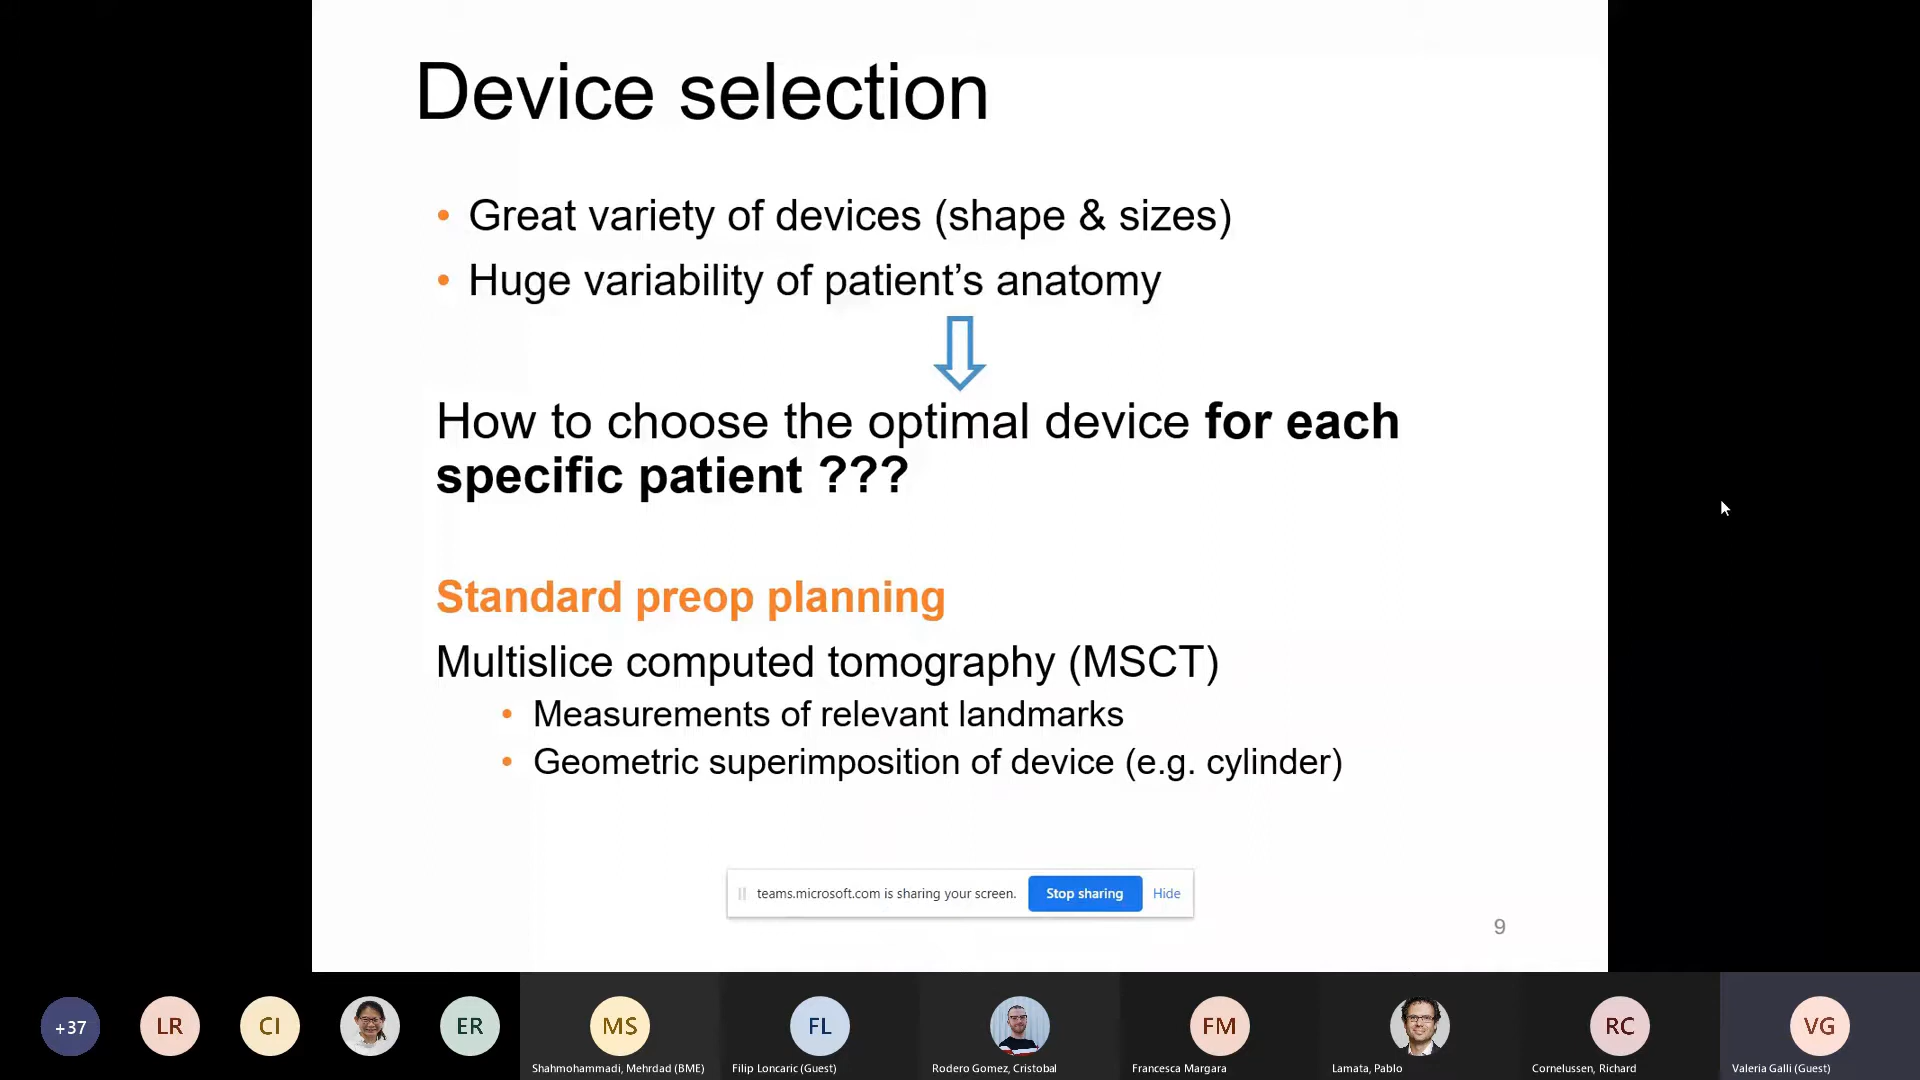 Device selection
• Great variety of devices (shape & sizes)
• Huge variability of patient’s anatomy
How to choose the optimal device for each
specific patient ???
Standard preop planning
Multislice computed tomography (MSCT)
• Measurements of relevant landmarks
• Geometric superimposition of device (e.g. cylinder)
teams.microsoft.com is sharing your screen. Stop sharing Hide
9
+37 LR CI ER MS FL FM RC VG
Shahmohammadi, Mehrdad (BME) Filip Loncaric (Guest) Rodero Gomez, Cristobal Francesca Margara Lamata, Pablo Cornelussen, Richard Valeria Galli (Guest)